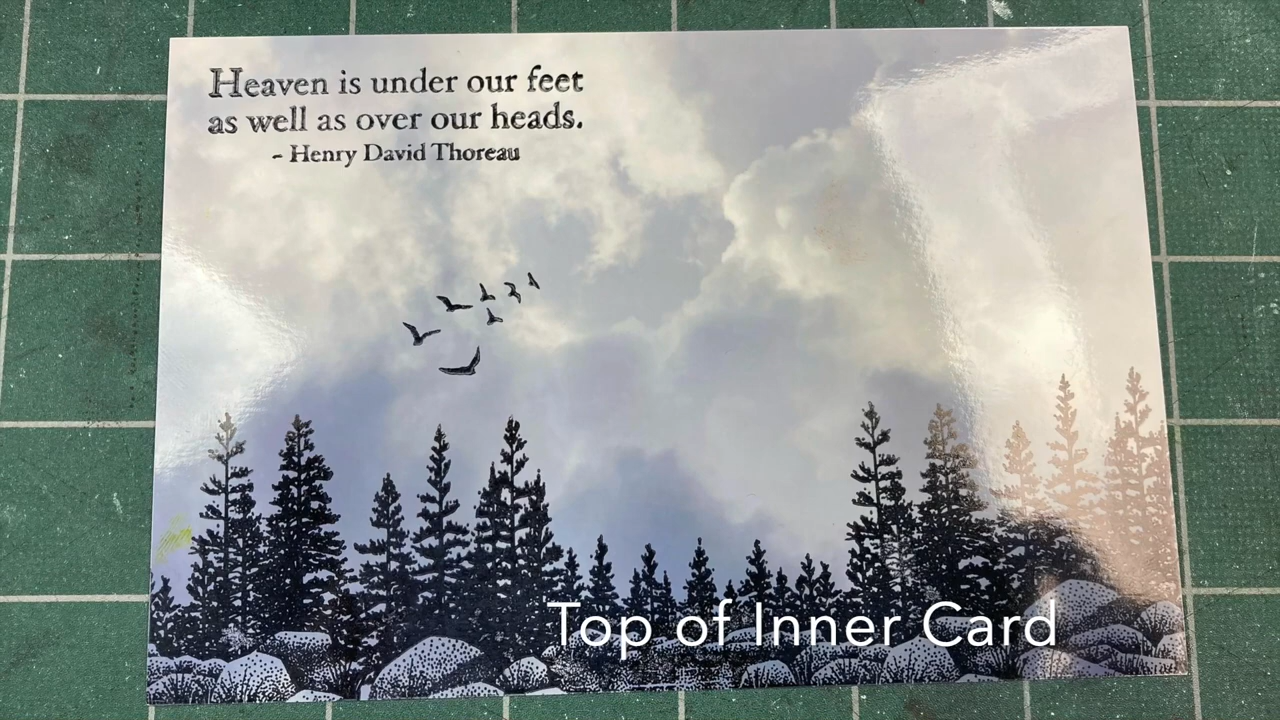 Heaven is under our feet
as well as over our heads.
- Henry David Thoreau
Top of Inner Card